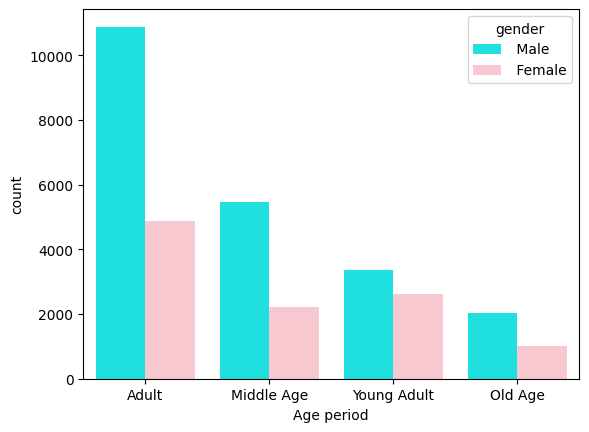 gender
Male
Female
count
10000
8000
6000
4000
2000
0
Adult Middle Age Young Adult Old Age
Age period